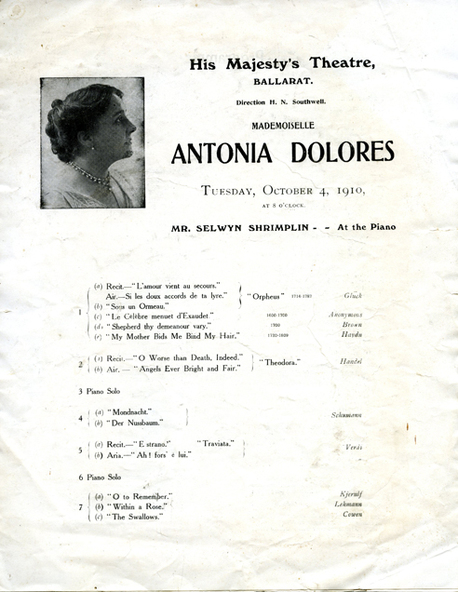 His Majesty's Theatre,
BALLARAT.
Direction H. N. Southwell.
MADEMOISELLE
ANTONIA DOLORES
Tuesday, October 4, 1910,
AT 8 O'CLOCK.
MR. SELWYN SHRIMPLIN - - At the Piano
1 (a) Recit.—"L'amour vient au secours." "Orpheus" 1714-1787 Gluck
Air.—Si les doux accords de ta lyre."
(b) "Sous un Ormeau."
(c) "Le Célèbre menuet d'Exaudet" Anonymous
(d) "Shepherd thy demeanour vary." Brown
(e) "My Mother Bids Me Bind My Hair." Haydn
2 (a) Recit.—"O Worse than Death, Indeed." "Theodora." Handel
(b) Air.— "Angels Ever Bright and Fair."
3 Piano Solo
4 (a) "Mondnacht." Schumann
(b) "Der Nussbaum."
5 (a) Recit.—"E strano." "Traviata." Verdi
(b) Aria.—"Ah! fors' e lui."
6 Piano Solo
7 (a) "O to Remember." Kjerulf
(b) "Within a Rose." Lehmann
(c) "The Swallows." Cowen